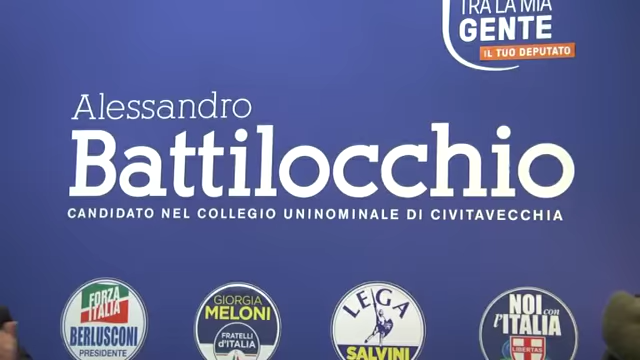 TRA LA MIA
GENTE
IL TUO DEPUTATO
Alessandro
Battilocchio
CANDIDATO NEL COLLEGIO UNINOMINALE DI CIVITAVECCHIA
FORZA
ITALIA
BERLUSCONI
PRESIDENTE
GIORGIA
MELONI
FRATELLI
d'ITALIA
LEGA
SALVINI
NOI con
l'ITALIA
LIBERTAS